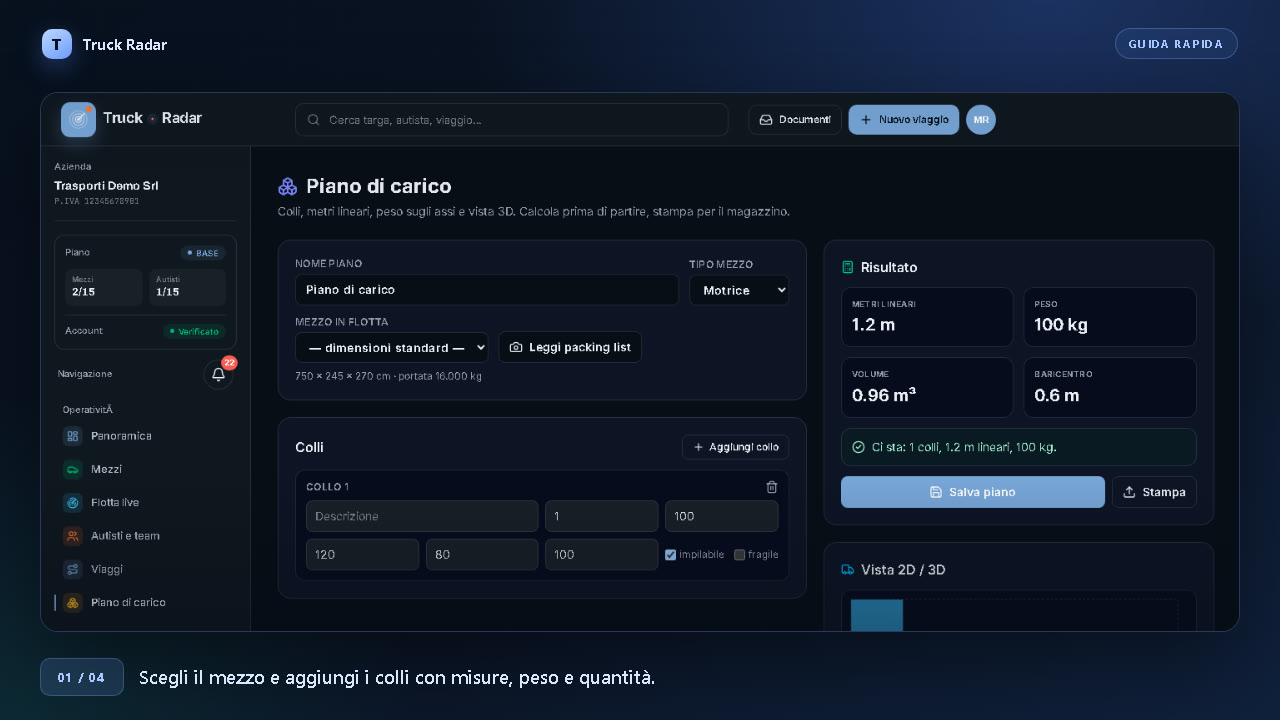 T Truck Radar
GUIDA RAPIDA
Truck Radar
Cerca targa, autista, viaggio...
Documenti
Nuovo viaggio
MR
Azienda
Trasporti Demo Srl
P.IVA 12345678901
Piano
BASE
Mezzi
2/15
Autisti
1/15
Account
Verificato
Navigazione
22
OperativitÃ
Panoramica
Mezzi
Flotta live
Autisti e team
Viaggi
Piano di carico
Piano di carico
Colli, metri lineari, peso sugli assi e vista 3D. Calcola prima di partire, stampa per il magazzino.
NOME PIANO
Piano di carico
TIPO MEZZO
Motrice
MEZZO IN FLOTTA
— dimensioni standard —
Leggi packing list
750 × 245 × 270 cm · portata 16.000 kg
Colli
Aggiungi collo
COLLO 1
Descrizione
1
100
120
80
100
impilabile
fragile
Risultato
METRI LINEARI
1.2 m
PESO
100 kg
VOLUME
0.96 m³
BARICENTRO
0.6 m
Ci sta: 1 colli, 1.2 m lineari, 100 kg.
Salva piano
Stampa
Vista 2D / 3D
01 / 04
Scegli il mezzo e aggiungi i colli con misure, peso e quantità.